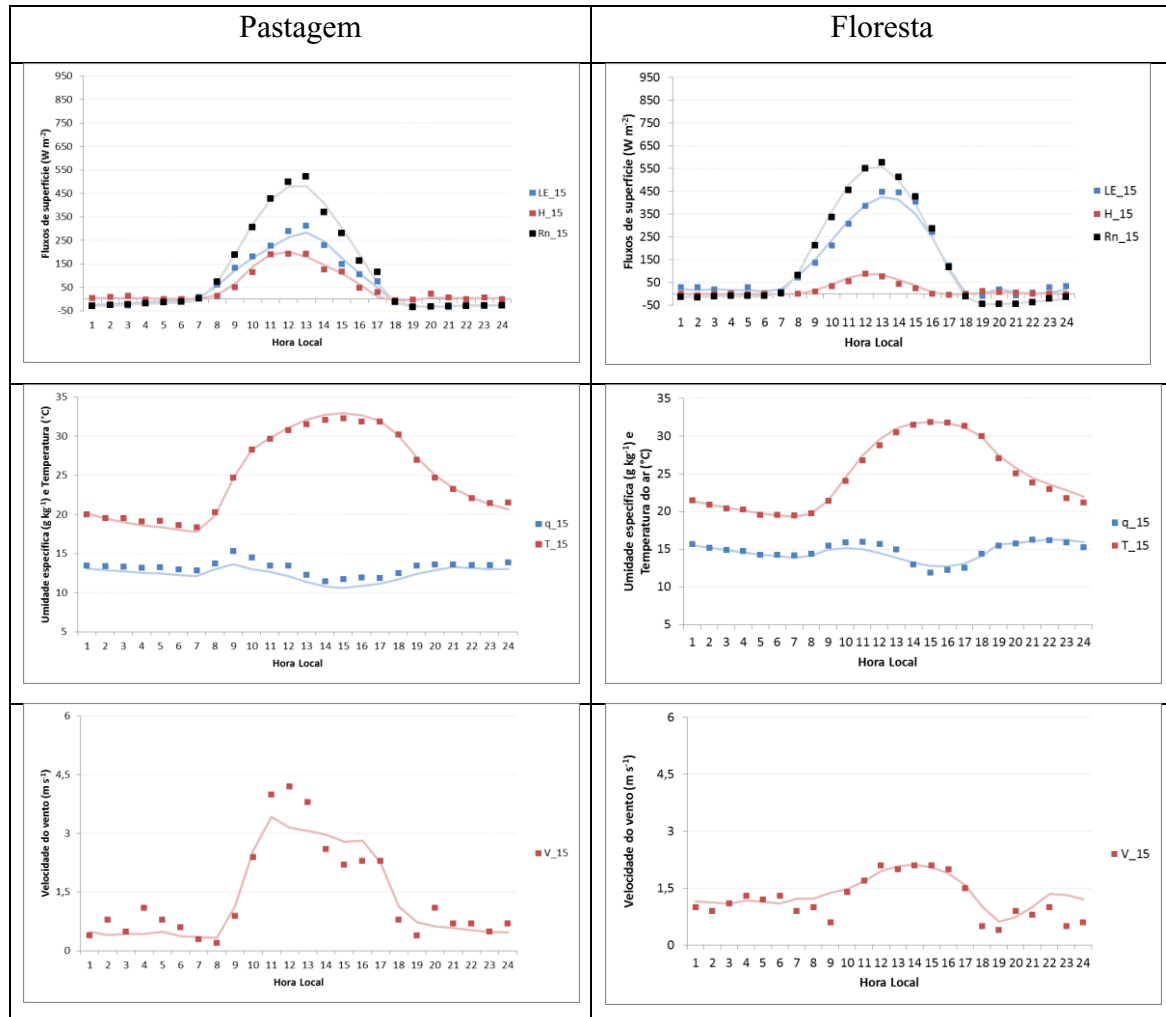 Pastagem
Floresta
Fluxos de superfície (W m⁻²)
950
850
750
650
550
450
350
250
150
50
-50
1 2 3 4 5 6 7 8 9 10 11 12 13 14 15 16 17 18 19 20 21 22 23 24
Hora Local
LE_15
H_15
Rn_15
Fluxos de superfície (W m⁻²)
950
850
750
650
550
450
350
250
150
50
-50
1 2 3 4 5 6 7 8 9 10 11 12 13 14 15 16 17 18 19 20 21 22 23 24
Hora Local
LE_15
H_15
Rn_15
Umidade específica (g kg⁻¹) e Temperatura (°C)
35
30
25
20
15
10
5
1 2 3 4 5 6 7 8 9 10 11 12 13 14 15 16 17 18 19 20 21 22 23 24
Hora Local
q_15
T_15
Umidade específica (g kg⁻¹) e
Temperatura do ar (°C)
35
30
25
20
15
10
5
1 2 3 4 5 6 7 8 9 10 11 12 13 14 15 16 17 18 19 20 21 22 23 24
Hora Local
q_15
T_15
Velocidade do vento (m s⁻¹)
6
4,5
3
1,5
0
1 2 3 4 5 6 7 8 9 10 11 12 13 14 15 16 17 18 19 20 21 22 23 24
Hora Local
V_15
Velocidade do vento (m s⁻¹)
6
4,5
3
1,5
0
1 2 3 4 5 6 7 8 9 10 11 12 13 14 15 16 17 18 19 20 21 22 23 24
Hora Local
V_15